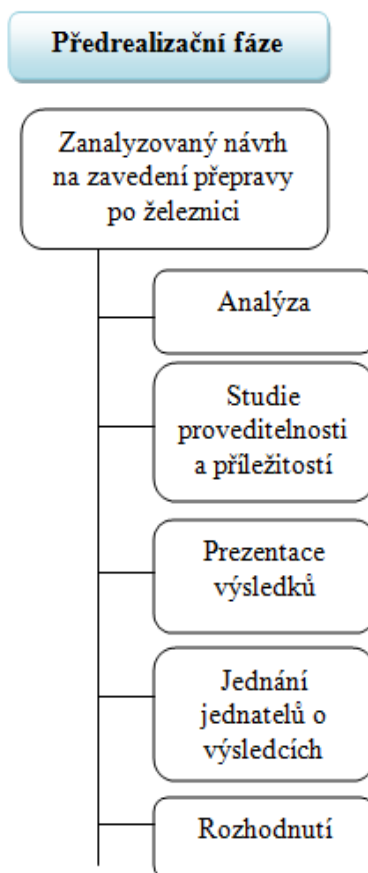 Předrealizační fáze
Zanalyzovaný návrh
na zavedení přepravy
po železnici
Analýza
Studie
proveditelnosti
a příležitostí
Prezentace
výsledků
Jednání
jednatelů o
výsledcích
Rozhodnutí